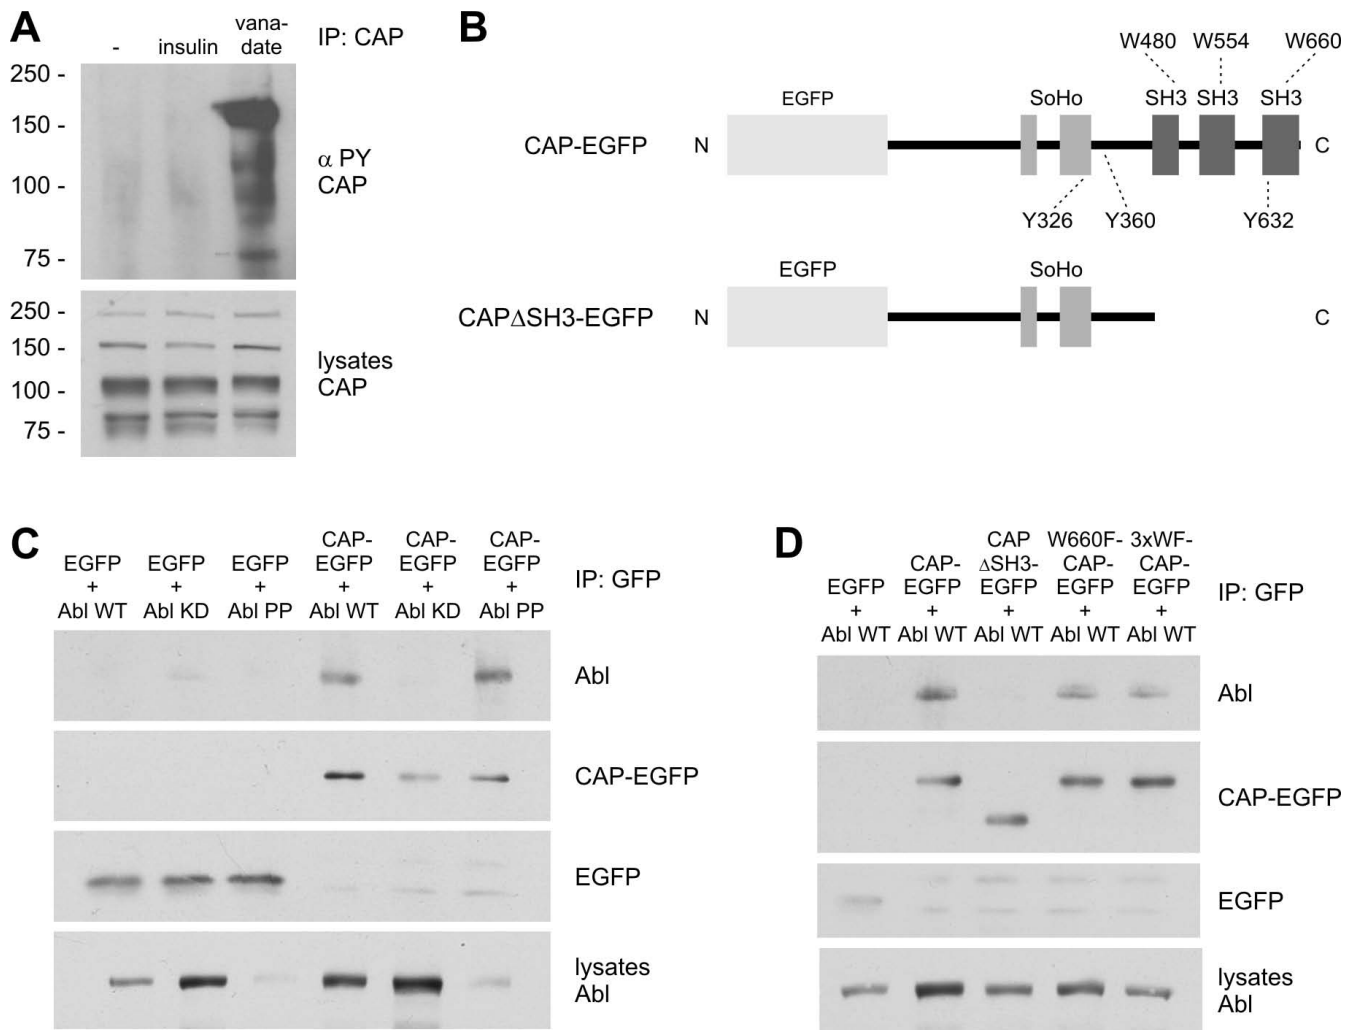 A
-
insulin
vana-
date
IP: CAP
250 -
150 -
100 -
75 -
α PY
CAP
250 -
150 -
100 -
75 -
lysates
CAP
B
W480
W554
W660
EGFP
SoHo
SH3
SH3
SH3
CAP-EGFP
N
C
Y326
Y360
Y632
EGFP
SoHo
CAPΔSH3-EGFP
N
C
C
EGFP
+
Abl WT
EGFP
+
Abl KD
EGFP
+
Abl PP
CAP-
EGFP
+
Abl WT
CAP-
EGFP
+
Abl KD
CAP-
EGFP
+
Abl PP
IP: GFP
Abl
CAP-EGFP
EGFP
lysates
Abl
D
EGFP
+
Abl WT
CAP-
EGFP
+
Abl WT
CAP
ΔSH3-
EGFP
+
Abl WT
W660F-
CAP-
EGFP
+
Abl WT
3xWF-
CAP-
EGFP
+
Abl WT
IP: GFP
Abl
CAP-EGFP
EGFP
lysates
Abl